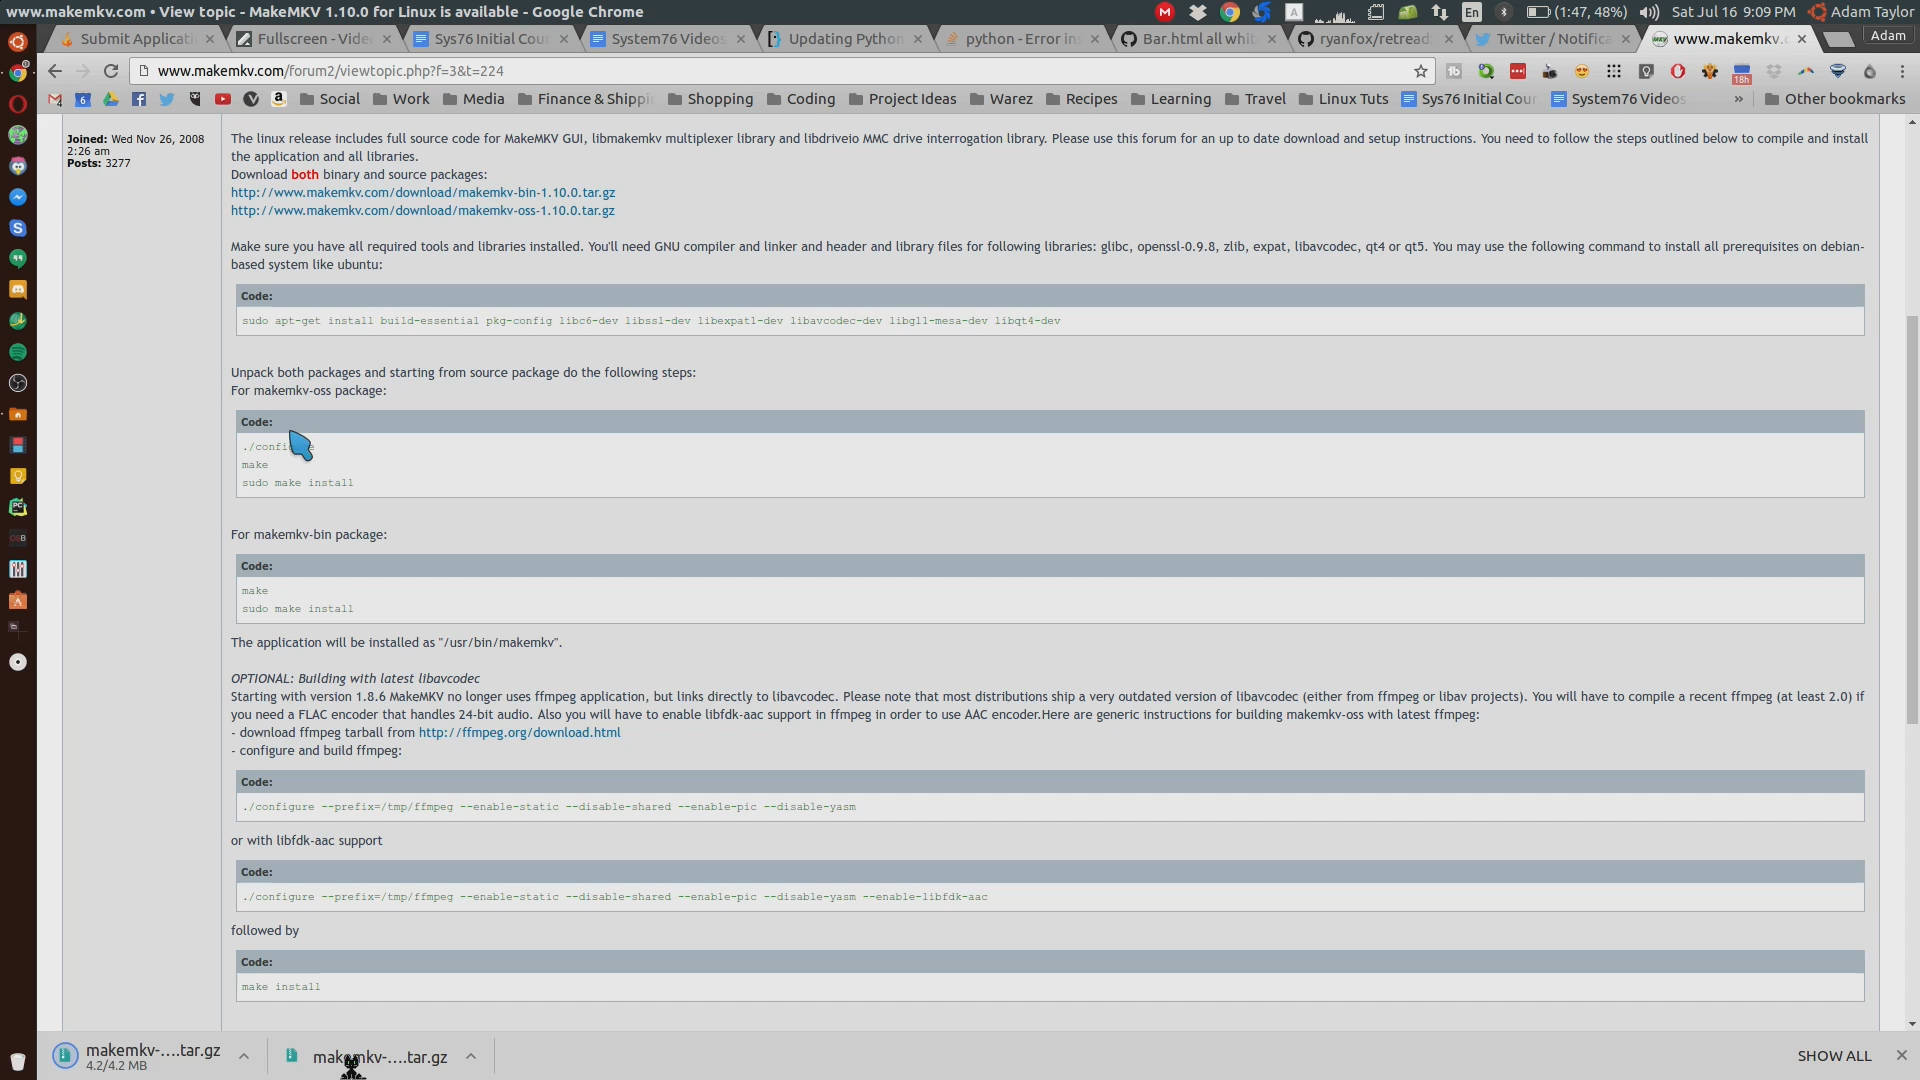 www.makemkv.com • View topic - MakeMKV 1.10.0 for Linux is available - Google Chrome
En
(1:47, 48%)
Sat Jul 16 9:09 PM
Adam Taylor
Submit Applicati
Fullscreen - Vide
Sys76 Initial Cou
System76 Videos
Updating Python
python - Error in
Bar.html all whit
ryanfox/retread
Twitter / Notifica
www.makemkv.
Adam
www.makemkv.com/forum2/viewtopic.php?f=3&t=224
18h
Social
Work
Media
Finance & Shippi
Shopping
Coding
Project Ideas
Warez
Recipes
Learning
Travel
Linux Tuts
Sys76 Initial Cour
System76 Videos
»
Other bookmarks
Joined: Wed Nov 26, 2008
2:26 am
Posts: 3277
The linux release includes full source code for MakeMKV GUI, libmakemkv multiplexer library and libdriveio MMC drive interrogation library. Please use this forum for an up to date download and setup instructions. You need to follow the steps outlined below to compile and install
the application and all libraries.
Download both binary and source packages:
http://www.makemkv.com/download/makemkv-bin-1.10.0.tar.gz
http://www.makemkv.com/download/makemkv-oss-1.10.0.tar.gz
Make sure you have all required tools and libraries installed. You'll need GNU compiler and linker and header and library files for following libraries: glibc, openssl-0.9.8, zlib, expat, libavcodec, qt4 or qt5. You may use the following command to install all prerequisites on debian-
based system like ubuntu:
Code:
sudo apt-get install build-essential pkg-config libc6-dev libssl-dev libexpat1-dev libavcodec-dev libgl1-mesa-dev libqt4-dev
Unpack both packages and starting from source package do the following steps:
For makemkv-oss package:
Code:
./configure
make
sudo make install
For makemkv-bin package:
Code:
make
sudo make install
The application will be installed as "/usr/bin/makemkv".
OPTIONAL: Building with latest libavcodec
Starting with version 1.8.6 MakeMKV no longer uses ffmpeg application, but links directly to libavcodec. Please note that most distributions ship a very outdated version of libavcodec (either from ffmpeg or libav projects). You will have to compile a recent ffmpeg (at least 2.0) if
you need a FLAC encoder that handles 24-bit audio. Also you will have to enable libfdk-aac support in ffmpeg in order to use AAC encoder.Here are generic instructions for building makemkv-oss with latest ffmpeg:
- download ffmpeg tarball from http://ffmpeg.org/download.html
- configure and build ffmpeg:
Code:
./configure --prefix=/tmp/ffmpeg --enable-static --disable-shared --enable-pic --disable-yasm
or with libfdk-aac support
Code:
./configure --prefix=/tmp/ffmpeg --enable-static --disable-shared --enable-pic --disable-yasm --enable-libfdk-aac
followed by
Code:
make install
makemkv-....tar.gz
4.2/4.2 MB
makemkv-....tar.gz
SHOW ALL